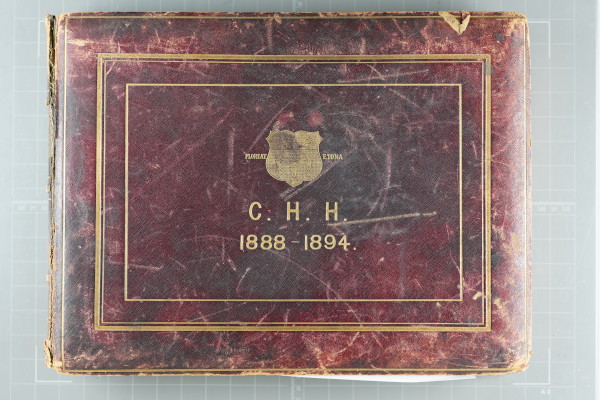 FLOREAT ETONA
C. H. H.
1888 - 1894.